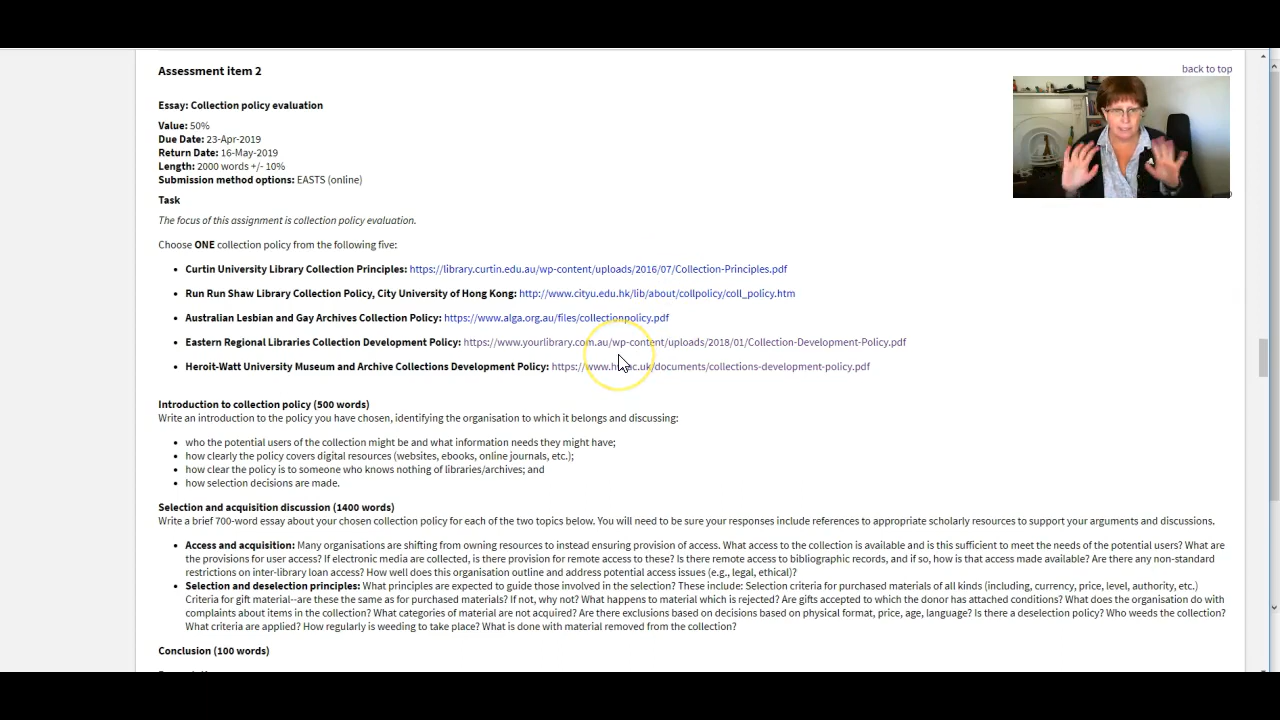 Assessment item 2
back to top
Essay: Collection policy evaluation
Value: 50%
Due Date: 23-Apr-2019
Return Date: 16-May-2019
Length: 2000 words +/- 10%
Submission method options: EASTS (online)
Task
The focus of this assignment is collection policy evaluation.
Choose ONE collection policy from the following five:
• Curtin University Library Collection Principles: https://library.curtin.edu.au/wp-content/uploads/2016/07/Collection-Principles.pdf
• Run Run Shaw Library Collection Policy, City University of Hong Kong: http://www.cityu.edu.hk/lib/about/collpolicy/coll_policy.htm
• Australian Lesbian and Gay Archives Collection Policy: https://www.alga.org.au/files/collectionpolicy.pdf
• Eastern Regional Libraries Collection Development Policy: https://www.yourlibrary.com.au/wp-content/uploads/2018/01/Collection-Development-Policy.pdf
• Heroit-Watt University Museum and Archive Collections Development Policy: https://www.hw.ac.uk/documents/collections-development-policy.pdf
Introduction to collection policy (500 words)
Write an introduction to the policy you have chosen, identifying the organisation to which it belongs and discussing:
• who the potential users of the collection might be and what information needs they might have;
• how clearly the policy covers digital resources (websites, ebooks, online journals, etc.);
• how clear the policy is to someone who knows nothing of libraries/archives; and
• how selection decisions are made.
Selection and acquisition discussion (1400 words)
Write a brief 700-word essay about your chosen collection policy for each of the two topics below. You will need to be sure your responses include references to appropriate scholarly resources to support your arguments and discussions.
• Access and acquisition: Many organisations are shifting from owning resources to instead ensuring provision of access. What access to the collection is available and is this sufficient to meet the needs of the potential users? What are
the provisions for user access? If electronic media are collected, is there provision for remote access to these? Is there remote access to bibliographic records, and if so, how is access made available? Are there any non-standard
restrictions on inter-library loan access? How well does this organisation outline and address potential access issues (e.g., legal, ethical)?
• Selection and deselection principles: What principles are expected to guide those involved in the selection? These include: Selection criteria for purchased materials of all kinds (including, currency, price, level, authority, etc.)
Criteria for gift material--are these the same as for purchased materials? If not, why not? What happens to material which is rejected? Are gifts accepted to which the donor has attached conditions? What does the organisation do with
complaints about items in the collection? What categories of material are not acquired? Are there exclusions based on decisions based on physical format, price, age, language? Is there a deselection policy? Who weeds the collection?
What criteria are applied? How regularly is weeding to take place? What is done with material removed from the collection?
Conclusion (100 words)